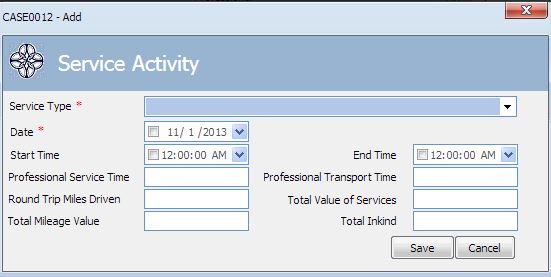 CASE0012 - Add
Service Activity
Service Type *
Date * 11/ 1 /2013
Start Time 12:00:00 AM End Time 12:00:00 AM
Professional Service Time Professional Transport Time
Round Trip Miles Driven Total Value of Services
Total Mileage Value Total Inkind
Save Cancel